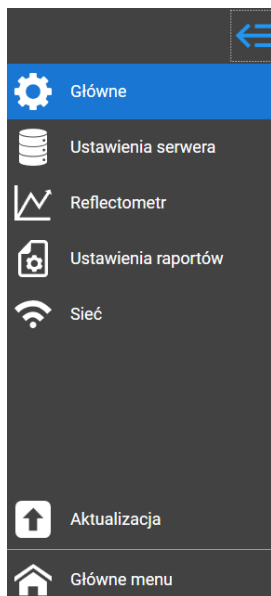 Główne
Ustawienia serwera
Reflectometr
Ustawienia raportów
Sieć
Aktualizacja
Główne menu